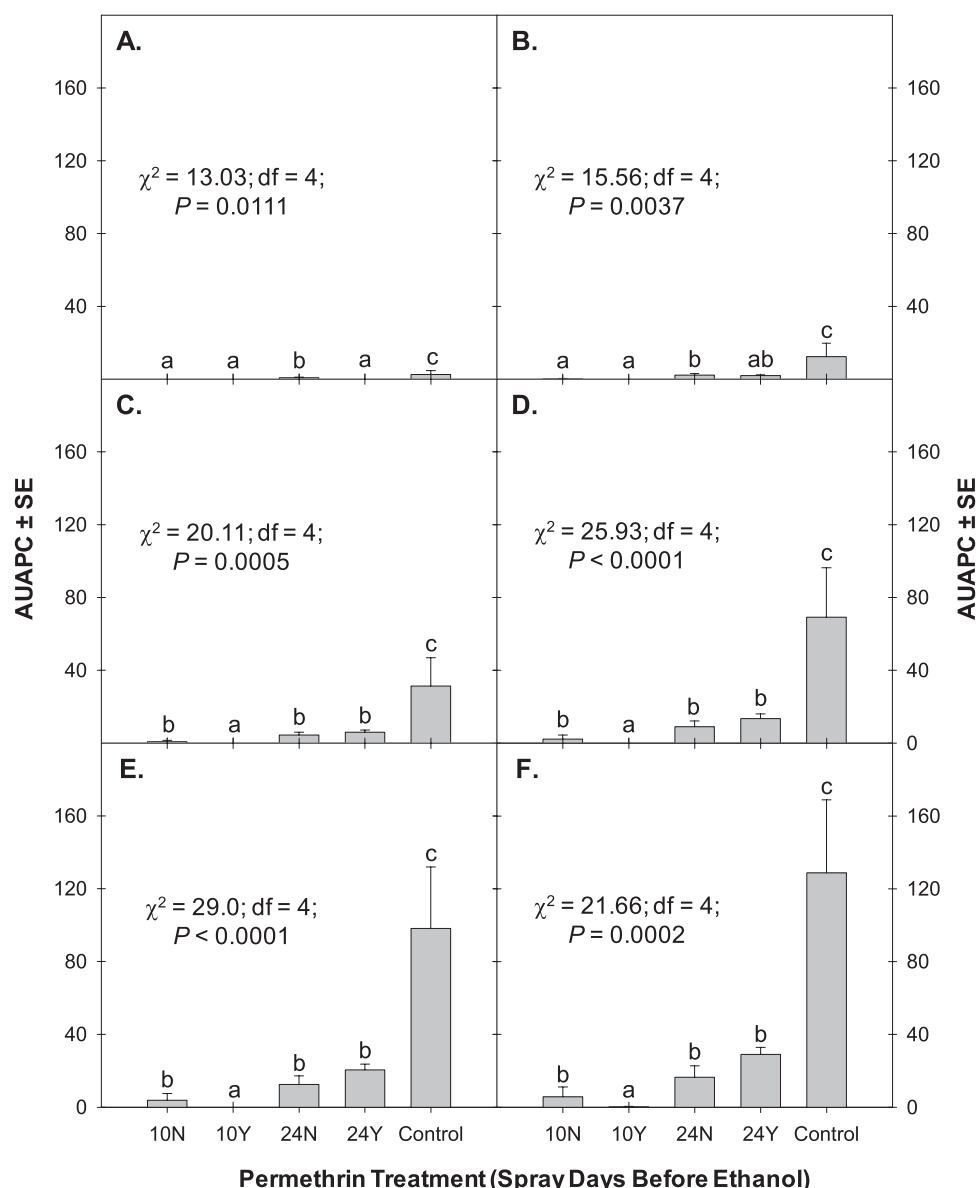 A.
B.
160
160
120
120
χ² = 13.03; df = 4;
P = 0.0111
χ² = 15.56; df = 4;
P = 0.0037
80
80
40
40
a a b a c
a a b ab c
C.
D.
160
160
120
120
χ² = 20.11; df = 4;
P = 0.0005
χ² = 25.93; df = 4;
P < 0.0001
AUAPC ± SE
AUAPC ± SE
80
80
40
40
b a b b c
b a b b c
0
0
E.
F.
160
160
120
120
χ² = 29.0; df = 4;
P < 0.0001
χ² = 21.66; df = 4;
P = 0.0002
80
80
40
40
b a b b c
b a b b c
0
0
10N 10Y 24N 24Y Control
10N 10Y 24N 24Y Control
Permethrin Treatment (Spray Days Before Ethanol)